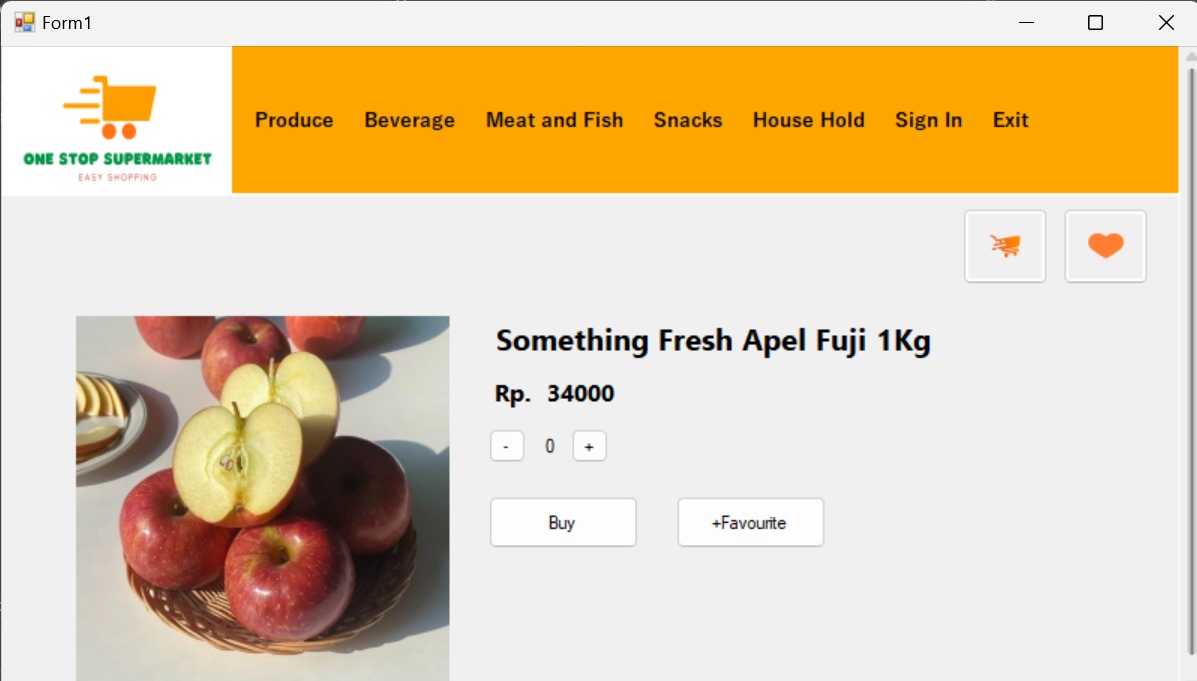 Form1
ONE STOP SUPERMARKET
EASY SHOPPING
Produce Beverage Meat and Fish Snacks House Hold Sign In Exit
Something Fresh Apel Fuji 1Kg
Rp. 34000
- 0 +
Buy +Favourite